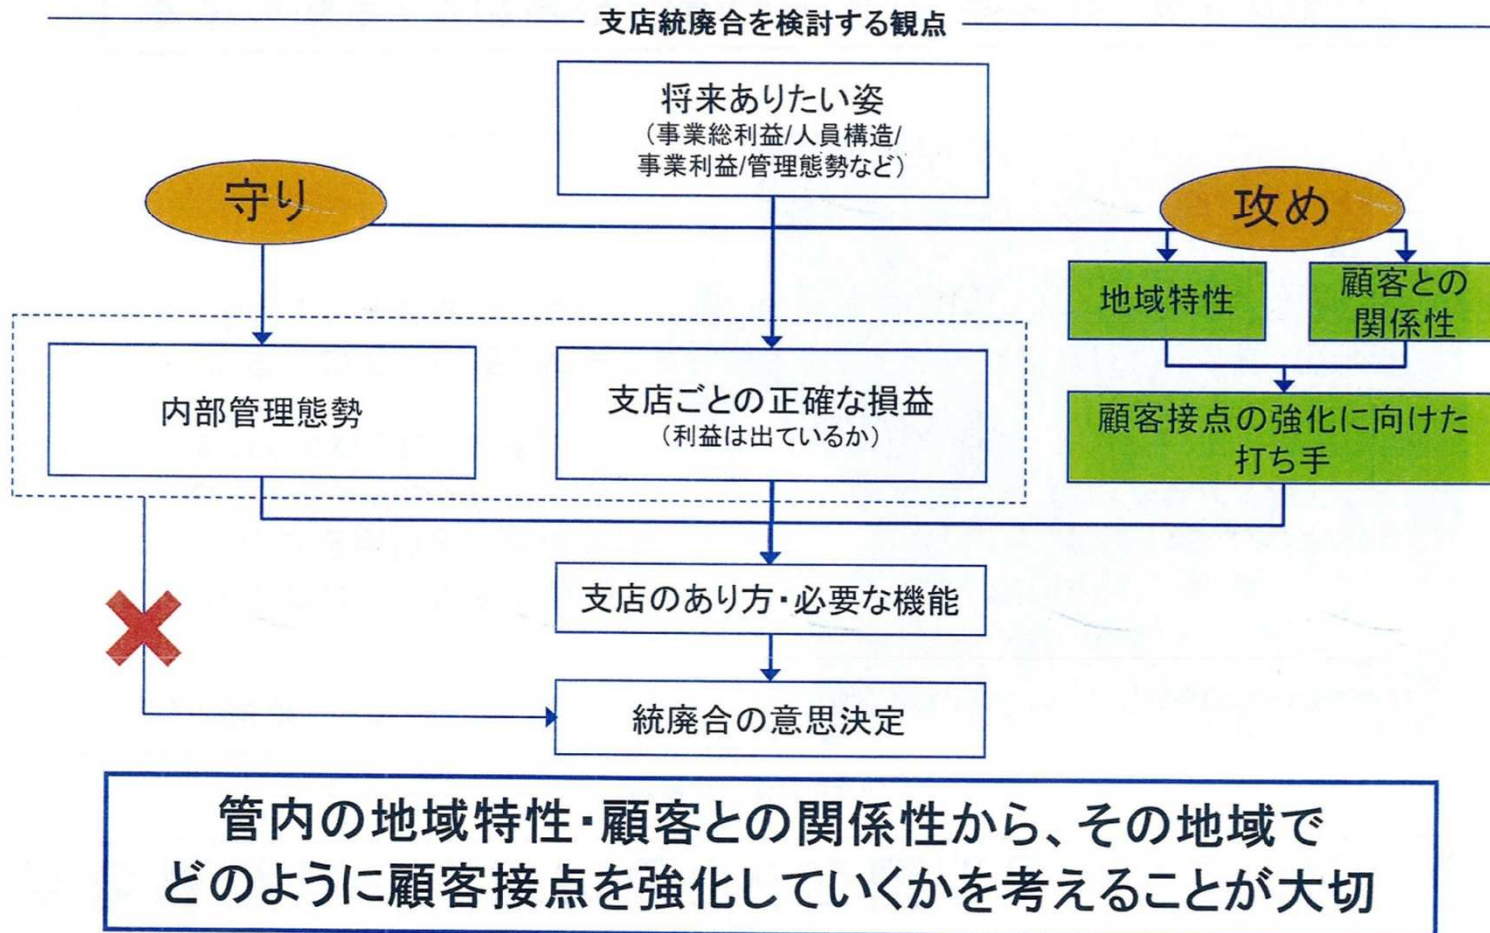 支店統廃合を検討する観点
将来ありたい姿
（事業総利益/人員構造/
事業利益/管理態勢など）
守り
攻め
地域特性
顧客との
関係性
内部管理態勢
支店ごとの正確な損益
（利益は出ているか）
顧客接点の強化に向けた
打ち手
支店のあり方・必要な機能
統廃合の意思決定
管内の地域特性・顧客との関係性から、その地域で
どのように顧客接点を強化していくかを考えることが大切